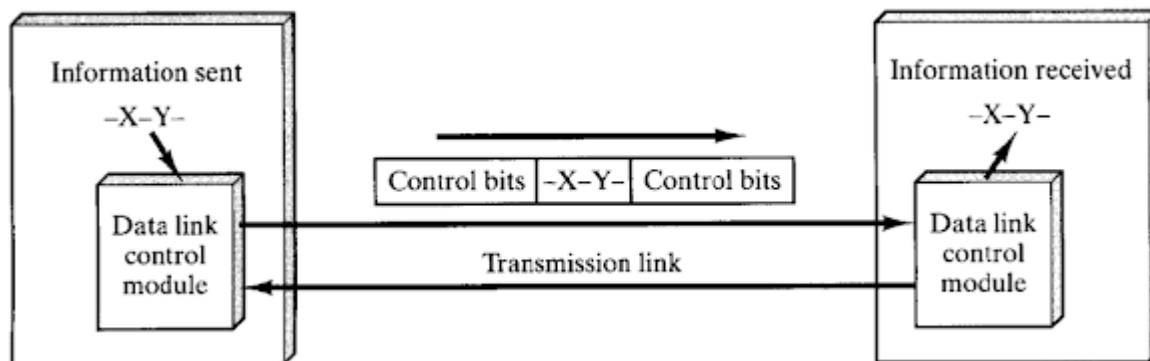 Information sent
–X–Y–
Data link
control
module
Control bits –X–Y– Control bits
Transmission link
Information received
–X–Y–
Data link
control
module